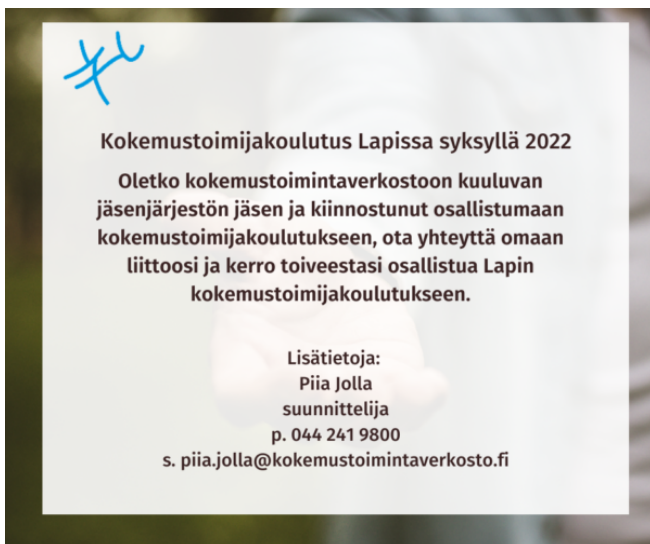 Kokemustoimijakoulutus Lapissa syksyllä 2022
Oletko kokemustoimintaverkostoon kuuluvan
jäsenjärjestön jäsen ja kiinnostunut osallistumaan
kokemustoimijakoulutukseen, ota yhteyttä omaan
liittoosi ja kerro toiveestasi osallistua Lapin
kokemustoimijakoulutukseen.
Lisätietoja:
Piia Jolla
suunnittelija
p. 044 241 9800
s. piia.jolla@kokemustoimintaverkosto.fi